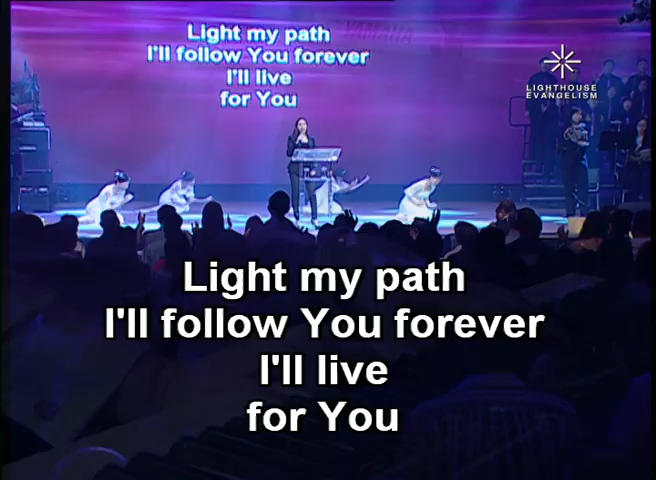 Light my path
I'll follow You forever
I'll live
for You
YAMAHA
LIGHTHOUSE
EVANGELISM
Light my path
I'll follow You forever
I'll live
for You